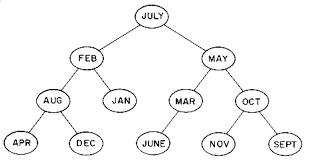 JULY
FEB MAY
AUG JAN MAR OCT
APR DEC JUNE NOV SEPT